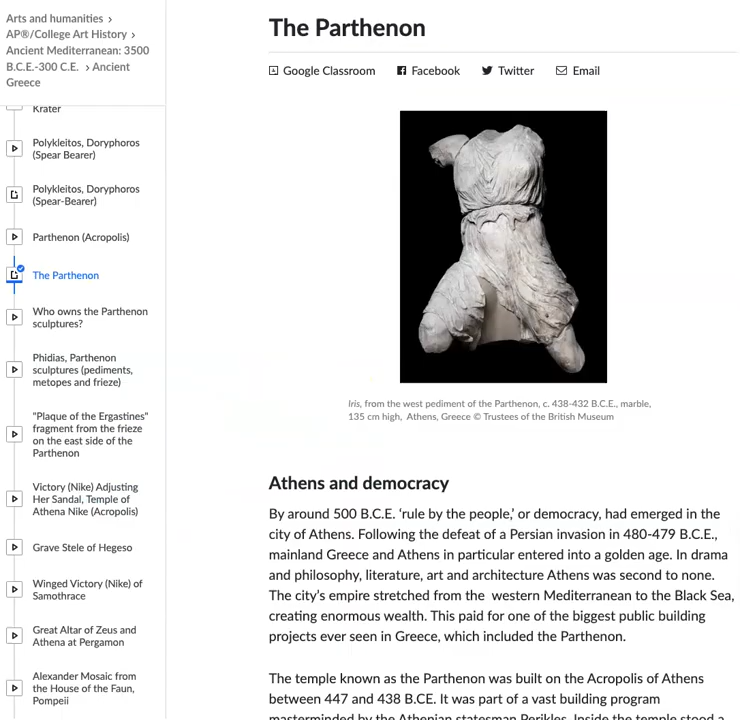 Arts and humanities ›
AP®/College Art History ›
Ancient Mediterranean: 3500
B.C.E.-300 C.E. › Ancient
Greece
Krater
Polykleitos, Doryphoros
(Spear Bearer)
Polykleitos, Doryphoros
(Spear-Bearer)
Parthenon (Acropolis)
The Parthenon
Who owns the Parthenon
sculptures?
Phidias, Parthenon
sculptures (pediments,
metopes and frieze)
"Plaque of the Ergastines"
fragment from the frieze
on the east side of the
Parthenon
Victory (Nike) Adjusting
Her Sandal, Temple of
Athena Nike (Acropolis)
Grave Stele of Hegeso
Winged Victory (Nike) of
Samothrace
Great Altar of Zeus and
Athena at Pergamon
Alexander Mosaic from
the House of the Faun,
Pompeii
The Parthenon
Google Classroom Facebook Twitter Email
Iris, from the west pediment of the Parthenon, c. 438-432 B.C.E., marble,
135 cm high, Athens, Greece © Trustees of the British Museum
Athens and democracy
By around 500 B.C.E. ‘rule by the people,’ or democracy, had emerged in the
city of Athens. Following the defeat of a Persian invasion in 480-479 B.C.E.,
mainland Greece and Athens in particular entered into a golden age. In drama
and philosophy, literature, art and architecture Athens was second to none.
The city’s empire stretched from the western Mediterranean to the Black Sea,
creating enormous wealth. This paid for one of the biggest public building
projects ever seen in Greece, which included the Parthenon.
The temple known as the Parthenon was built on the Acropolis of Athens
between 447 and 438 B.CE. It was part of a vast building program
masterminded by the Athenian statesman Perikles. Inside the temple stood a